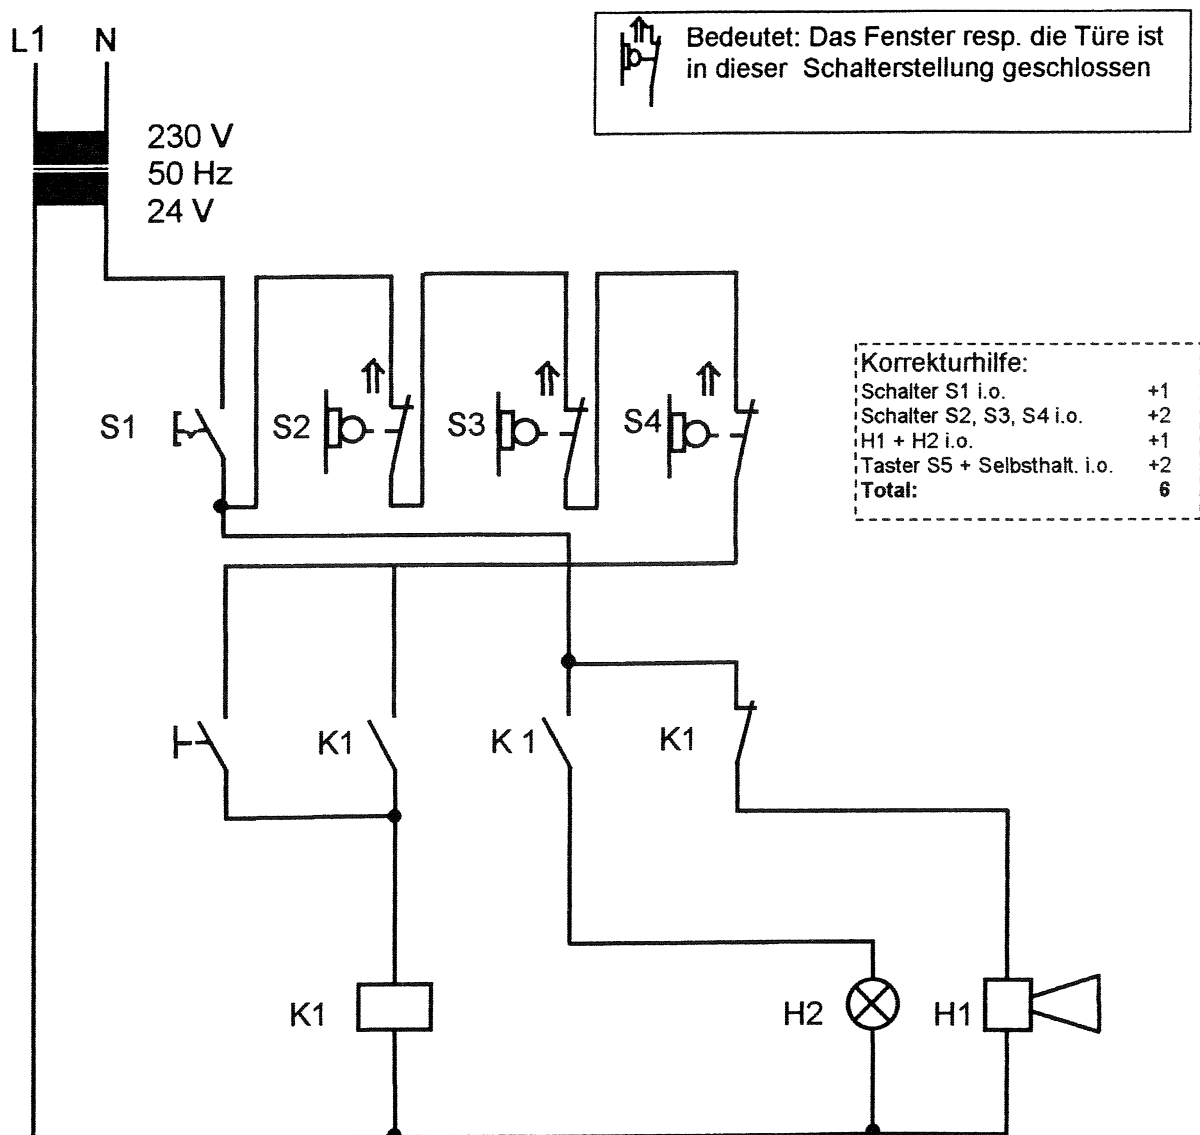 L1 N
Bedeutet: Das Fenster resp. die Türe ist
in dieser Schalterstellung geschlossen
230 V
50 Hz
24 V
Korrekturhilfe:
Schalter S1 i.o. +1
Schalter S2, S3, S4 i.o. +2
H1 + H2 i.o. +1
Taster S5 + Selbsthalt. i.o. +2
Total: 6
S1 S2 S3 S4
K1 K 1 K1
K1 H2 H1